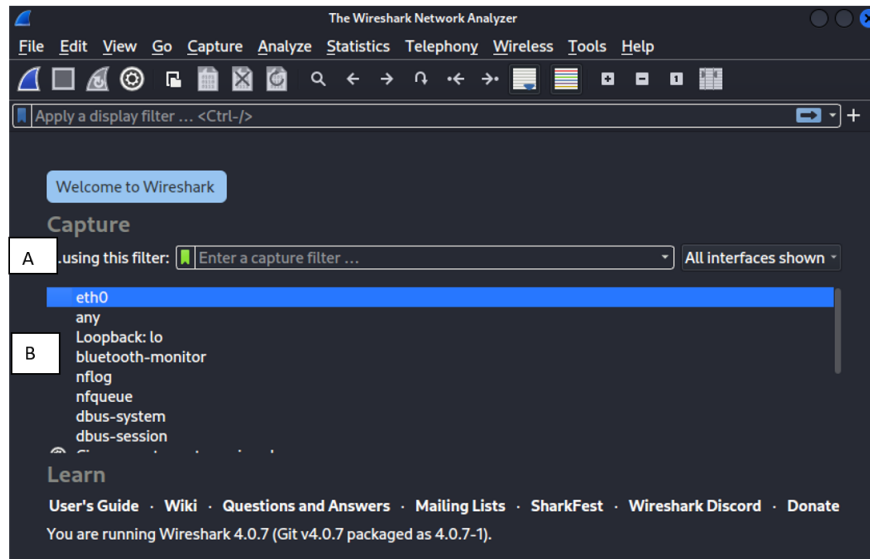 The Wireshark Network Analyzer
File Edit View Go Capture Analyze Statistics Telephony Wireless Tools Help
Apply a display filter ... <Ctrl-/>
Welcome to Wireshark
Capture
A
.using this filter: Enter a capture filter ... All interfaces shown
eth0
any
Loopback: lo
B
bluetooth-monitor
nflog
nfqueue
dbus-system
dbus-session
Learn
User's Guide · Wiki · Questions and Answers · Mailing Lists · SharkFest · Wireshark Discord · Donate
You are running Wireshark 4.0.7 (Git v4.0.7 packaged as 4.0.7-1).